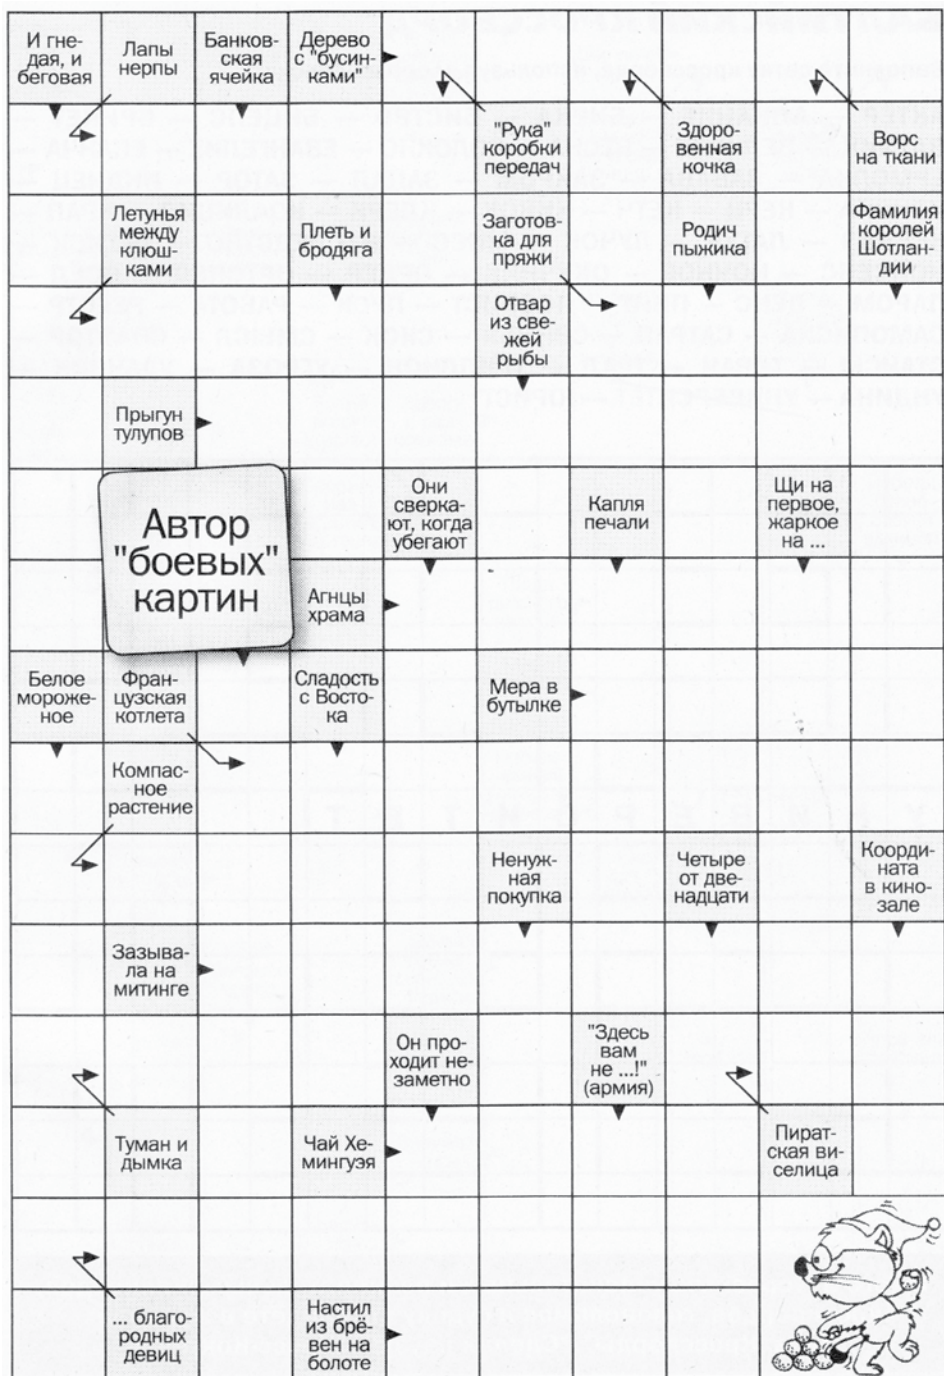 И гне-
дая, и
беговая
Лапы
нерпы
Банков-
ская
ячейка
Дерево
с "бусин-
ками"
"Рука"
коробки
передач
Здоро-
венная
кочка
Ворс
на ткани
Летунья
между
клюш-
ками
Плеть и
бродяга
Заготов-
ка для
пряжи
Родич
пыжика
Фамилия
королей
Шотлан-
дии
Отвар
из све-
жей
рыбы
Прыгун
тулупов
Они
сверка-
ют, когда
убегают
Капля
печали
Щи на
первое,
жаркое
на ...
Автор
"боевых"
картин
Агнцы
храма
Белое
мороже-
ное
Фран-
цузская
котлета
Сладость
с Восто-
ка
Мера в
бутылке
Компас-
ное
растение
Ненуж-
ная
покупка
Четыре
от две-
надцати
Коорди-
ната
в кино-
зале
Зазыва-
ла на
митинге
Он про-
ходит не-
заметно
"Здесь
вам
не ...!"
(армия)
Туман и
дымка
Чай Хе-
мингуэя
Пират-
ская ви-
селица
... благо-
родных
девиц
Настил
из брё-
вен на
болоте